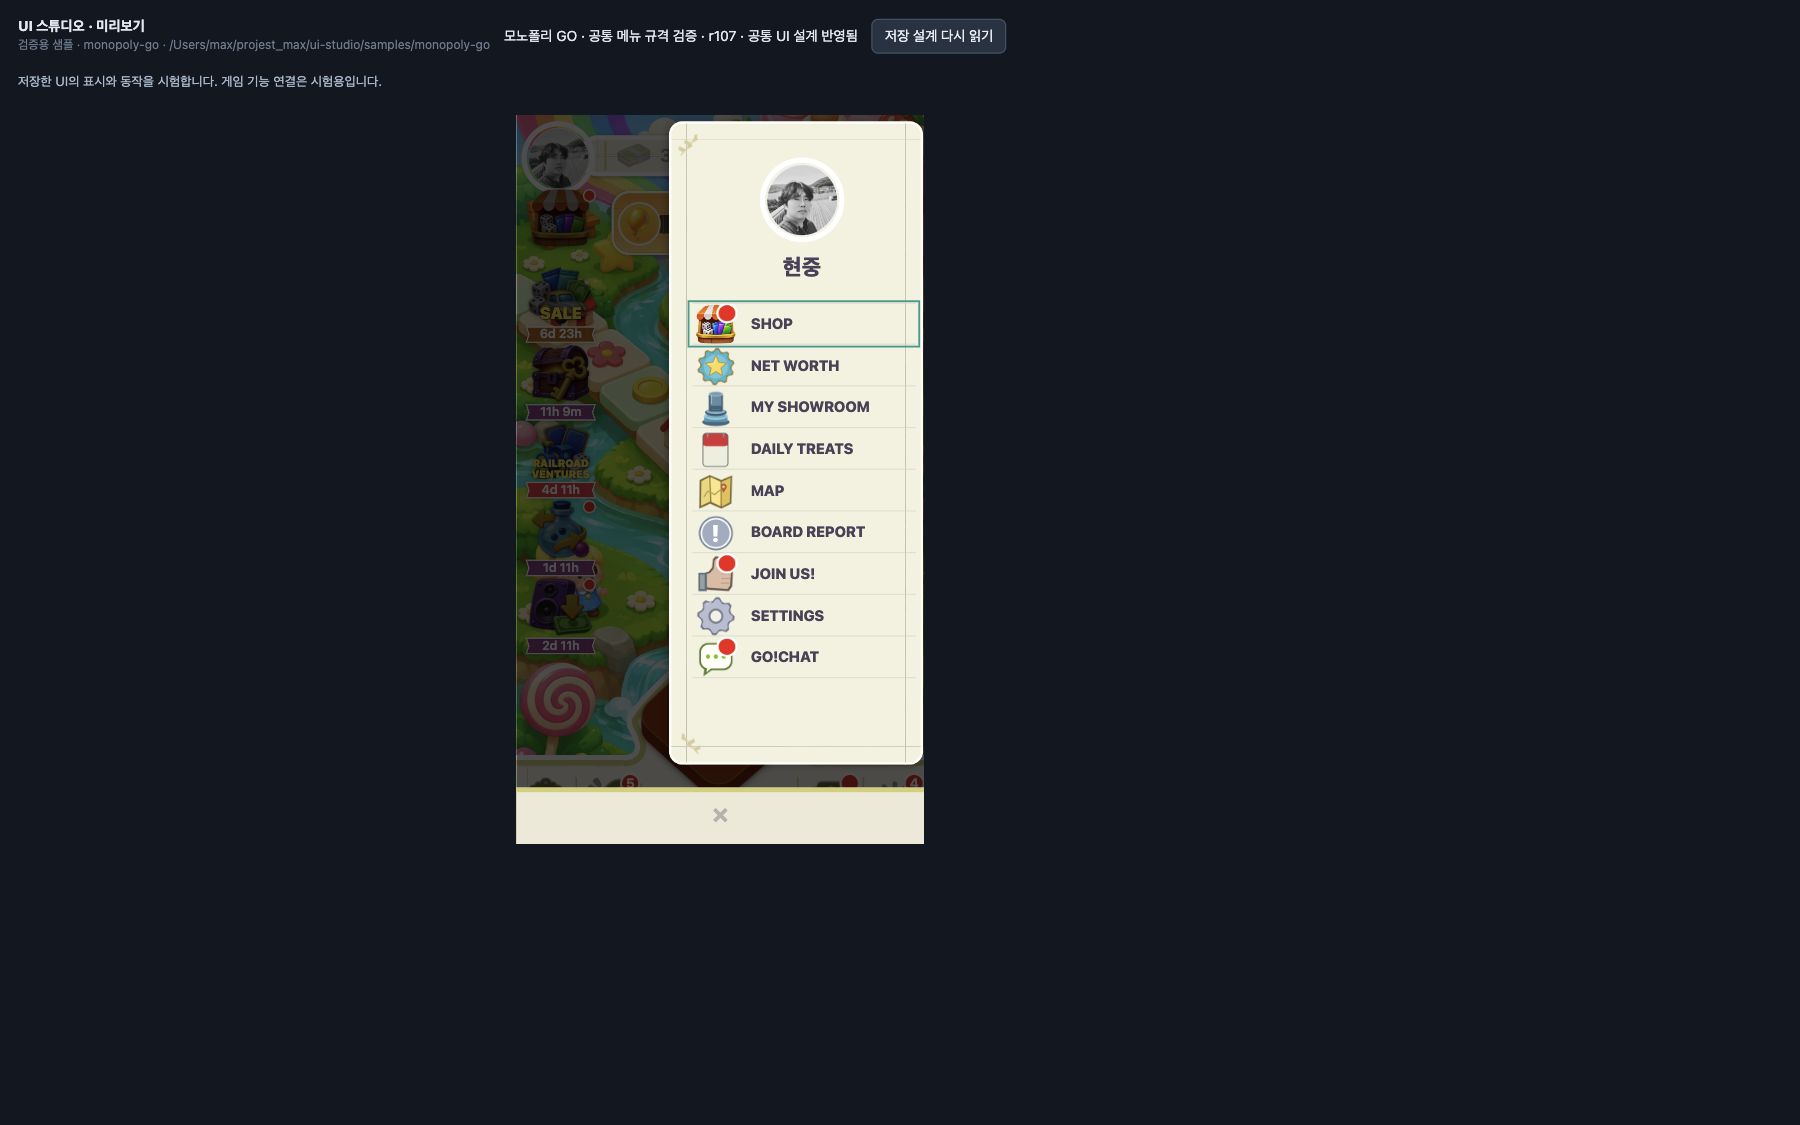 UI 스튜디오 · 미리보기
검증용 샘플 · monopoly-go · /Users/max/projest_max/ui-studio/samples/monopoly-go
모노폴리 GO · 공통 메뉴 규격 검증 · r107 · 공통 UI 설계 반영됨
저장 설계 다시 읽기
저장한 UI의 표시와 동작을 시험합니다. 게임 기능 연결은 시험용입니다.
3
SALE
6d 23h
11h 9m
RAILROAD
VENTURES
4d 11h
1d 11h
2d 11h
현중
SHOP
NET WORTH
MY SHOWROOM
DAILY TREATS
MAP
BOARD REPORT
JOIN US!
SETTINGS
GO!CHAT
5
4